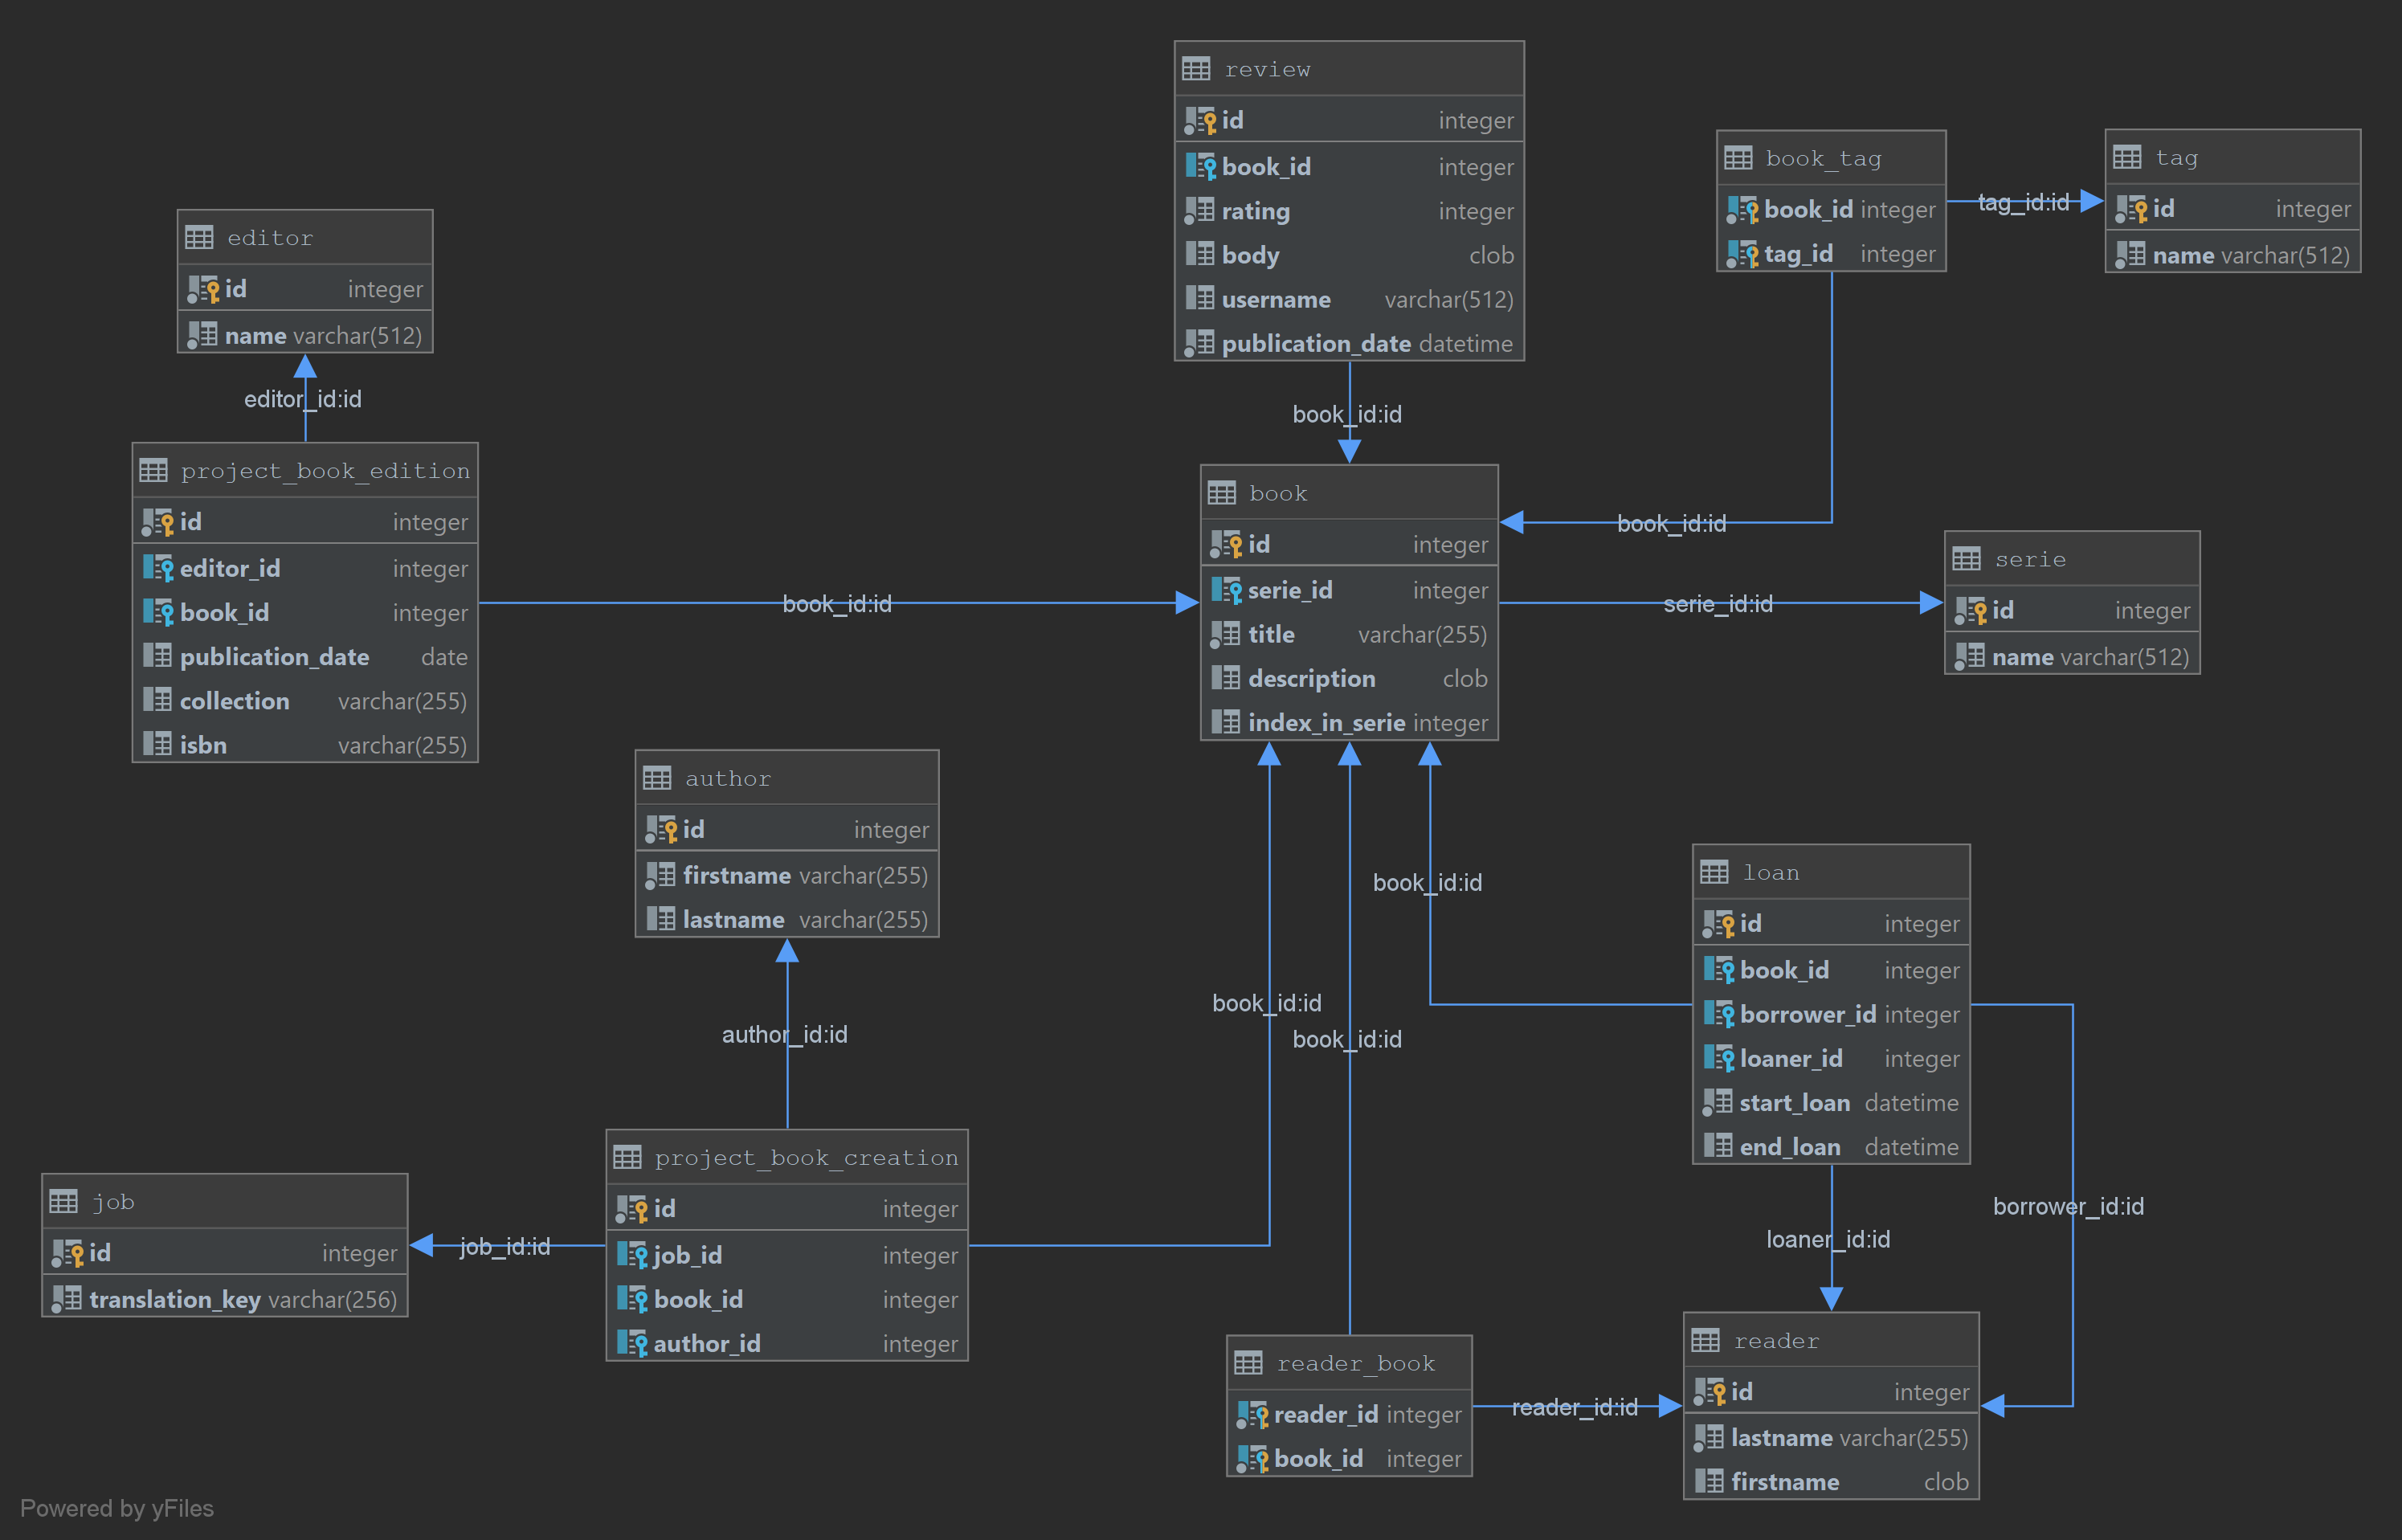 review
id integer
book_id integer
rating integer
body clob
username varchar(512)
publication_date datetime
book_tag
book_id integer
tag_id integer
tag_id:id
tag
id integer
name varchar(512)
editor
id integer
name varchar(512)
editor_id:id
book_id:id
project_book_edition
id integer
editor_id integer
book_id integer
publication_date date
collection varchar(255)
isbn varchar(255)
book_id:id
book
id integer
serie_id integer
title varchar(255)
description clob
index_in_serie integer
book_id:id
serie_id:id
serie
id integer
name varchar(512)
author
id integer
firstname varchar(255)
lastname varchar(255)
author_id:id
book_id:id
book_id:id
book_id:id
loan
id integer
book_id integer
borrower_id integer
loaner_id integer
start_loan datetime
end_loan datetime
loaner_id:id
borrower_id:id
job
id integer
translation_key varchar(256)
job_id:id
project_book_creation
id integer
job_id integer
book_id integer
author_id integer
reader_book
reader_id integer
book_id integer
reader_id:id
reader
id integer
lastname varchar(255)
firstname clob
Powered by yFiles